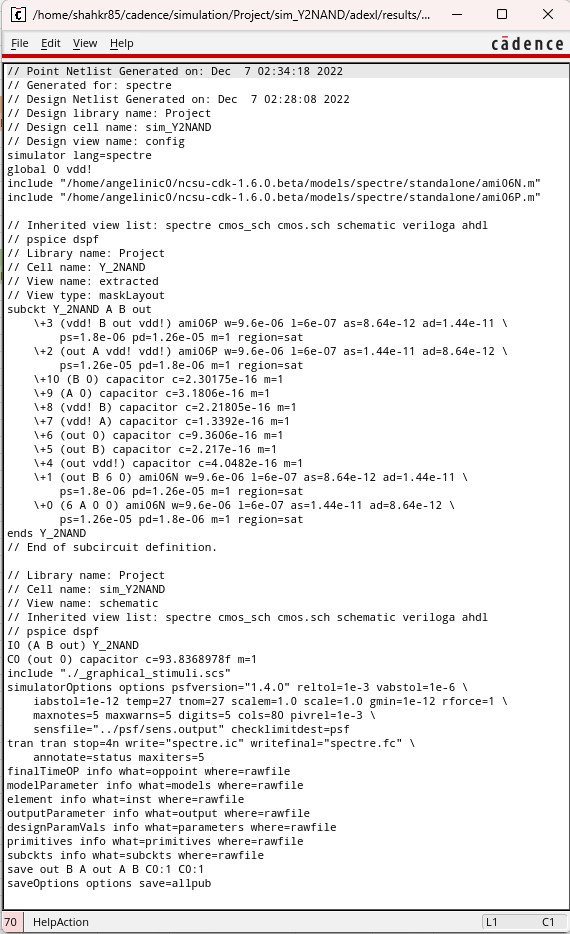 /home/shahkr85/cadence/simulation/Project/sim_Y2NAND/adexl/results/...
File Edit View Help cādence
// Point Netlist Generated on: Dec  7 02:34:18 2022
// Generated for: spectre
// Design Netlist Generated on: Dec  7 02:28:08 2022
// Design library name: Project
// Design cell name: sim_Y2NAND
// Design view name: config
simulator lang=spectre
global 0 vdd!
include "/home/angelinic0/ncsu-cdk-1.6.0.beta/models/spectre/standalone/ami06N.m"
include "/home/angelinic0/ncsu-cdk-1.6.0.beta/models/spectre/standalone/ami06P.m"

// Inherited view list: spectre cmos_sch cmos.sch schematic veriloga ahdl
// pspice dspf
// Library name: Project
// Cell name: Y_2NAND
// View name: extracted
// View type: maskLayout
subckt Y_2NAND A B out
    \+3 (vdd! B out vdd!) ami06P w=9.6e-06 l=6e-07 as=8.64e-12 ad=1.44e-11 \
        ps=1.8e-06 pd=1.26e-05 m=1 region=sat
    \+2 (out A vdd! vdd!) ami06P w=9.6e-06 l=6e-07 as=1.44e-11 ad=8.64e-12 \
        ps=1.26e-05 pd=1.8e-06 m=1 region=sat
    \+10 (B 0) capacitor c=2.30175e-16 m=1
    \+9 (A 0) capacitor c=3.1806e-16 m=1
    \+8 (vdd! B) capacitor c=2.21805e-16 m=1
    \+7 (vdd! A) capacitor c=1.3392e-16 m=1
    \+6 (out 0) capacitor c=9.3606e-16 m=1
    \+5 (out B) capacitor c=2.217e-16 m=1
    \+4 (out vdd!) capacitor c=4.0482e-16 m=1
    \+1 (out B 6 0) ami06N w=9.6e-06 l=6e-07 as=8.64e-12 ad=1.44e-11 \
        ps=1.8e-06 pd=1.26e-05 m=1 region=sat
    \+0 (6 A 0 0) ami06N w=9.6e-06 l=6e-07 as=1.44e-11 ad=8.64e-12 \
        ps=1.26e-05 pd=1.8e-06 m=1 region=sat
ends Y_2NAND
// End of subcircuit definition.

// Library name: Project
// Cell name: sim_Y2NAND
// View name: schematic
// Inherited view list: spectre cmos_sch cmos.sch schematic veriloga ahdl
// pspice dspf
I0 (A B out) Y_2NAND
C0 (out 0) capacitor c=93.8368978f m=1
include "./_graphical_stimuli.scs"
simulatorOptions options psfversion="1.4.0" reltol=1e-3 vabstol=1e-6 \
    iabstol=1e-12 temp=27 tnom=27 scalem=1.0 scale=1.0 gmin=1e-12 rforce=1 \
    maxnotes=5 maxwarns=5 digits=5 cols=80 pivrel=1e-3 \
    sensfile="../psf/sens.output" checklimitdest=psf
tran tran stop=4n write="spectre.ic" writefinal="spectre.fc" \
    annotate=status maxiters=5
finalTimeOP info what=oppoint where=rawfile
modelParameter info what=models where=rawfile
element info what=inst where=rawfile
outputParameter info what=output where=rawfile
designParamVals info what=parameters where=rawfile
primitives info what=primitives where=rawfile
subckts info what=subckts where=rawfile
save out B A out A B C0:1 C0:1
saveOptions options save=allpub
70 HelpAction L1 C1